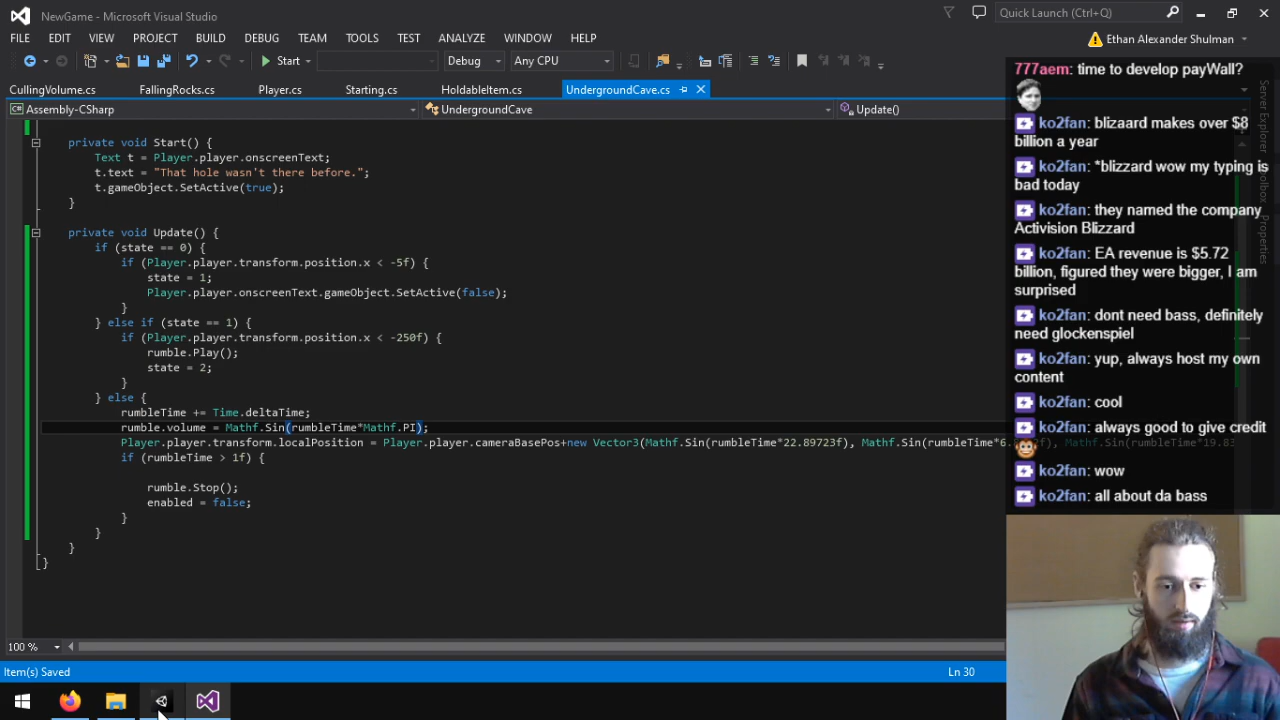 NewGame - Microsoft Visual Studio
Quick Launch (Ctrl+Q)
FILE EDIT VIEW PROJECT BUILD DEBUG TEAM TOOLS TEST ANALYZE WINDOW HELP
Ethan Alexander Shulman
Start Debug Any CPU
CullingVolume.cs FallingRocks.cs Player.cs Starting.cs HoldableItem.cs UndergroundCave.cs
Assembly-CSharp UndergroundCave Update()
private void Start() {
Text t = Player.player.onscreenText;
t.text = "That hole wasn't there before.";
t.gameObject.SetActive(true);
}
private void Update() {
if (state == 0) {
if (Player.player.transform.position.x < -5f) {
state = 1;
Player.player.onscreenText.gameObject.SetActive(false);
}
} else if (state == 1) {
if (Player.player.transform.position.x < -250f) {
rumble.Play();
state = 2;
}
} else {
rumbleTime += Time.deltaTime;
rumble.volume = Mathf.Sin(rumbleTime*Mathf.PI);
Player.player.transform.localPosition = Player.player.cameraBasePos+new Vector3(Mathf.Sin(rumbleTime*22.89723f), Mathf.Sin(rumbleTime*6. Mathf.Sin(rumbleTime*19.83
if (rumbleTime > 1f) {
rumble.Stop();
enabled = false;
}
}
}
}
100 %
Item(s) Saved
Ln 30
777aem: time to develop payWall?
ko2fan: blizaard makes over $8
billion a year
ko2fan: *blizzard wow my typing is
bad today
ko2fan: they named the company
Activision Blizzard
ko2fan: EA revenue is $5.72
billion, figured they were bigger, I am
surprised
ko2fan: dont need bass, definitely
need glockenspiel
ko2fan: yup, always host my own
content
ko2fan: cool
ko2fan: always good to give credit
ko2fan: wow
ko2fan: all about da bass
Server Explorer
Toolbox
Properties